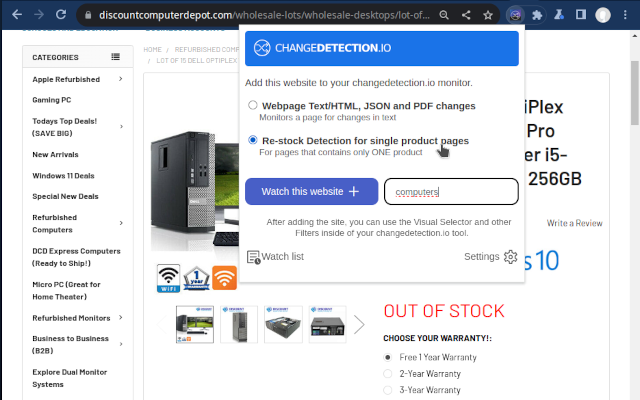 discountcomputerdepot.com/wholesale-lots/wholesale-desktops/lot-of...
CATEGORIES
Apple Refurbished
Gaming PC
Todays Top Deals!
(SAVE BIG)
New Arrivals
Windows 11 Deals
Special New Deals
Refurbished
Computers
DCD Express Computers
(Ready to Ship!)
Micro PC (Great for
Home Theater)
Refurbished Monitors
Business to Business
(B2B)
Explore Dual Monitor
Systems
HOME / REFURBISHED COMP
/ LOT OF 15 DELL OPTIPLEX
CHANGEDETECTION.IO
Add this website to your changedetection.io monitor.
Webpage Text/HTML, JSON and PDF changes
Monitors a page for changes in text
Re-stock Detection for single product pages
For pages that contains only ONE product
Watch this website +
computers
After adding the site, you can use the Visual Selector and other
Filters inside of your changedetection.io tool.
Watch list
Settings
iPlex
Pro
er i5-
256GB
Write a Review
s 10
WiFi
1
year
OUT OF STOCK
CHOOSE YOUR WARRANTY!:
Free 1 Year Warranty
2-Year Warranty
3-Year Warranty